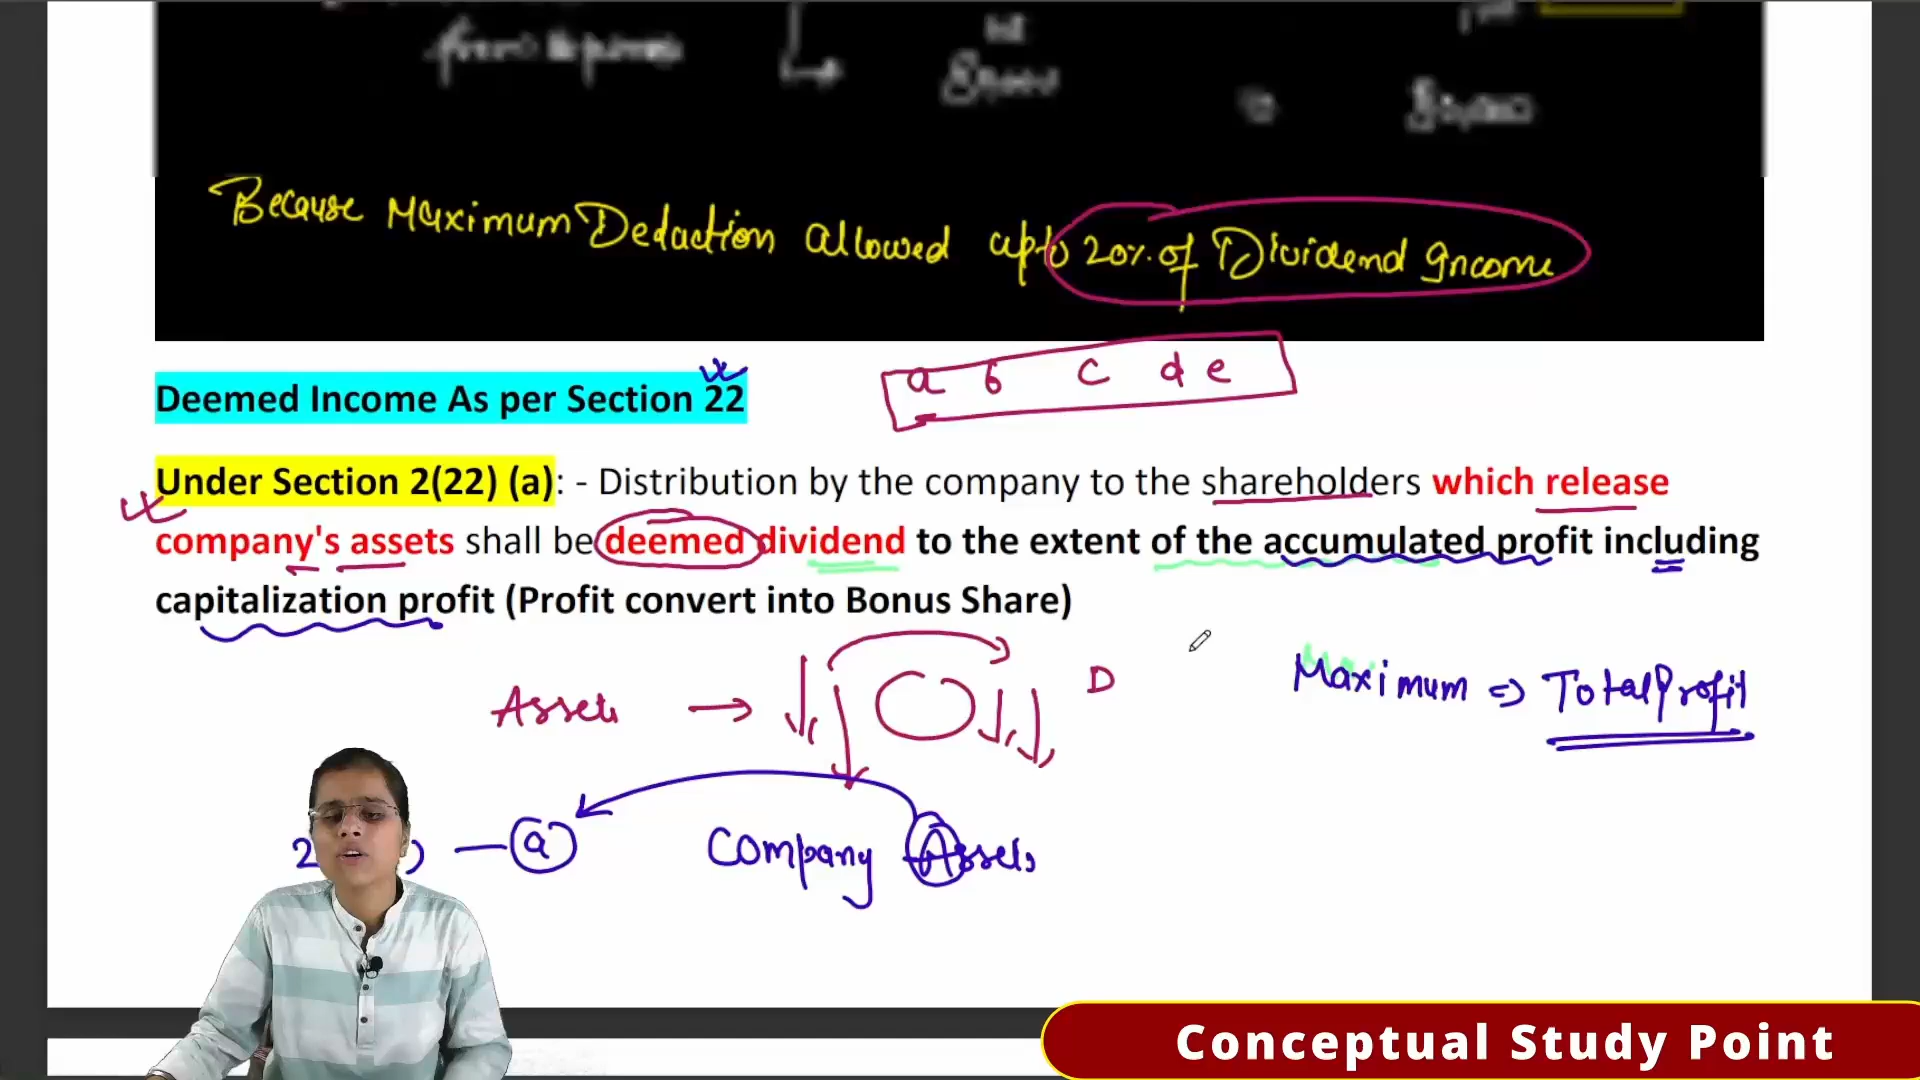 Because Maximum Deduction allowed upto 20% of Dividend Income
a b c d e
Deemed Income As per Section 22
Under Section 2(22) (a): - Distribution by the company to the shareholders which release
company's assets shall be deemed dividend to the extent of the accumulated profit including
capitalization profit (Profit convert into Bonus Share)
Assets → D
Maximum ⇒ Total Profit
2 ) — a Company Assets
Conceptual Study Point